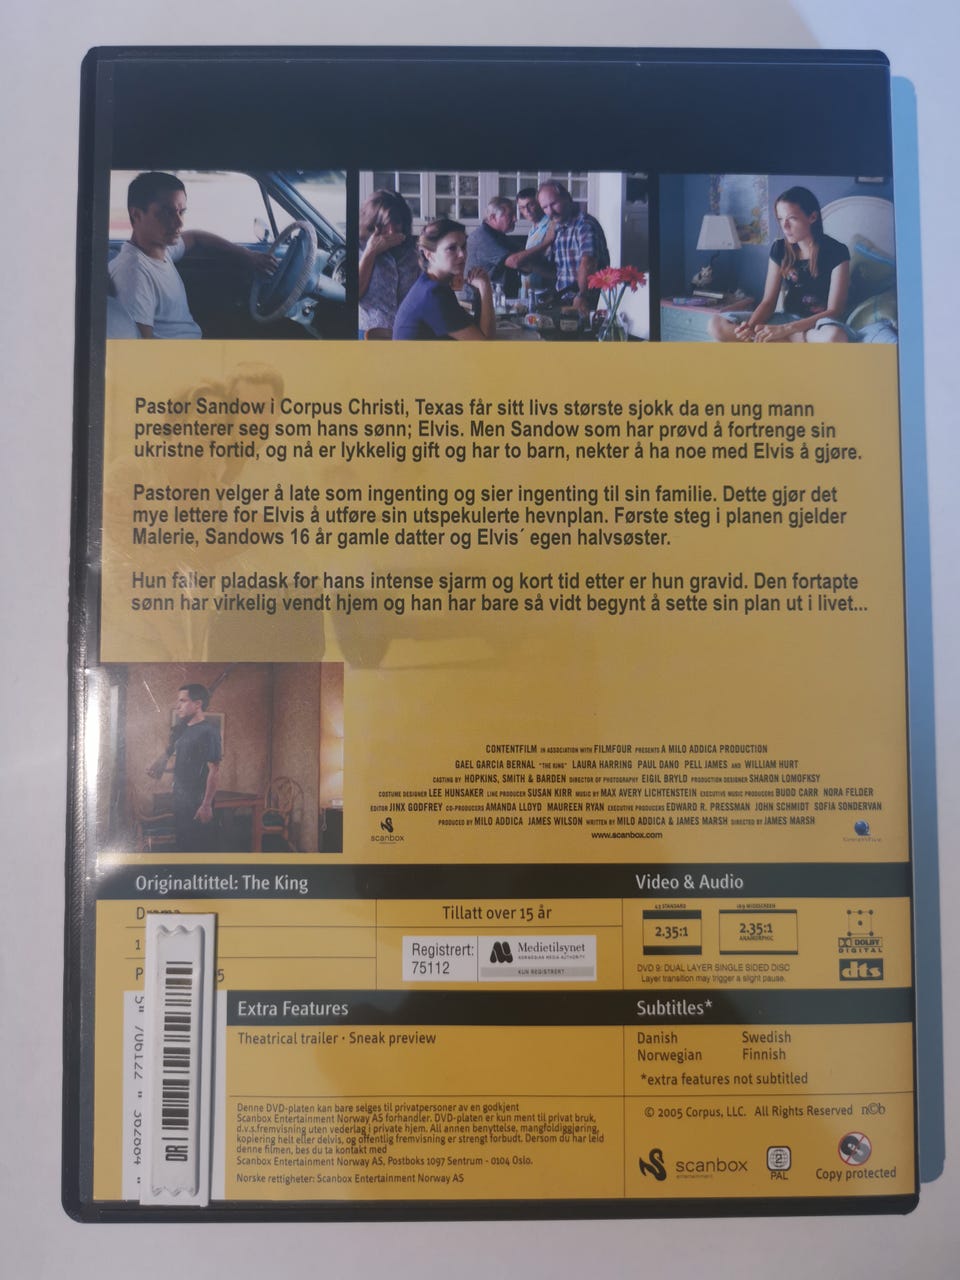 Pastor Sandow i Corpus Christi, Texas får sitt livs største sjokk da en ung mann
presenterer seg som hans sønn; Elvis. Men Sandow som har prøvd å fortrenge sin
ukristne fortid, og nå er lykkelig gift og har to barn, nekter å ha noe med Elvis å gjøre.
Pastoren velger å late som ingenting og sier ingenting til sin familie. Dette gjør det
mye lettere for Elvis å utføre sin utspekulerte hevnplan. Første steg i planen gjelder
Malerie, Sandows 16 år gamle datter og Elvis´ egen halvsøster.
Hun faller pladask for hans intense sjarm og kort tid etter er hun gravid. Den fortapte
sønn har virkelig vendt hjem og han har bare så vidt begynt å sette sin plan ut i livet...
CONTENTFILM IN ASSOCIATION WITH FILMFOUR PRESENTS A MILO ADDICA PRODUCTION
GAEL GARCIA BERNAL "THE KING" LAURA HARRING PAUL DANO PELL JAMES AND WILLIAM HURT
CASTING BY HOPKINS, SMITH & BARDEN DIRECTOR OF PHOTOGRAPHY EIGIL BRYLD PRODUCTION DESIGNER SHARON LOMOFKSY
COSTUME DESIGNER LEE HUNSAKER LINE PRODUCER SUSAN KIRR MUSIC BY MAX AVERY LICHTENSTEIN EXECUTIVE MUSIC PRODUCERS BUDD CARR NORA FELDER
EDITOR JINX GODFREY CO-PRODUCERS AMANDA LLOYD MAUREEN RYAN EXECUTIVE PRODUCERS EDWARD R. PRESSMAN JOHN SCHMIDT SOFIA SONDERVAN
PRODUCED BY MILO ADDICA JAMES WILSON WRITTEN BY MILO ADDICA & JAMES MARSH DIRECTED BY JAMES MARSH
scanbox
www.scanbox.com
Originaltittel: The King
Video & Audio
Tillatt over 15 år
Registrert:
75112
Medietilsynet
NORWEGIAN MEDIA AUTHORITY
KUN REGISTRERT
4:3 STANDARD
2.35:1
16:9 WIDESCREEN
2.35:1
ANAMORPHIC
DOLBY
DIGITAL
dts
DVD 9: DUAL LAYER SINGLE SIDED DISC
Layer transition may trigger a slight pause.
Extra Features
Theatrical trailer · Sneak preview
Subtitles*
Danish Swedish
Norwegian Finnish
*extra features not subtitled
Denne DVD-platen kan bare selges til privatpersoner av en godkjent
Scanbox Entertainment Norway AS forhandler. DVD-platen er kun ment til privat bruk,
d.v.s.fremvisning uten vederlag i private hjem. All annen benyttelse, mangfoldiggjøring,
kopiering helt eller delvis, og offentlig fremvisning er strengt forbudt. Dersom du har leid
denne filmen, bes du ta kontakt med
Scanbox Entertainment Norway AS, Postboks 1097 Sentrum - 0104 Oslo.
Norske rettigheter: Scanbox Entertainment Norway AS
© 2005 Corpus, LLC. All Rights Reserved n©b
scanbox
entertainment
2
PAL
Copy protected